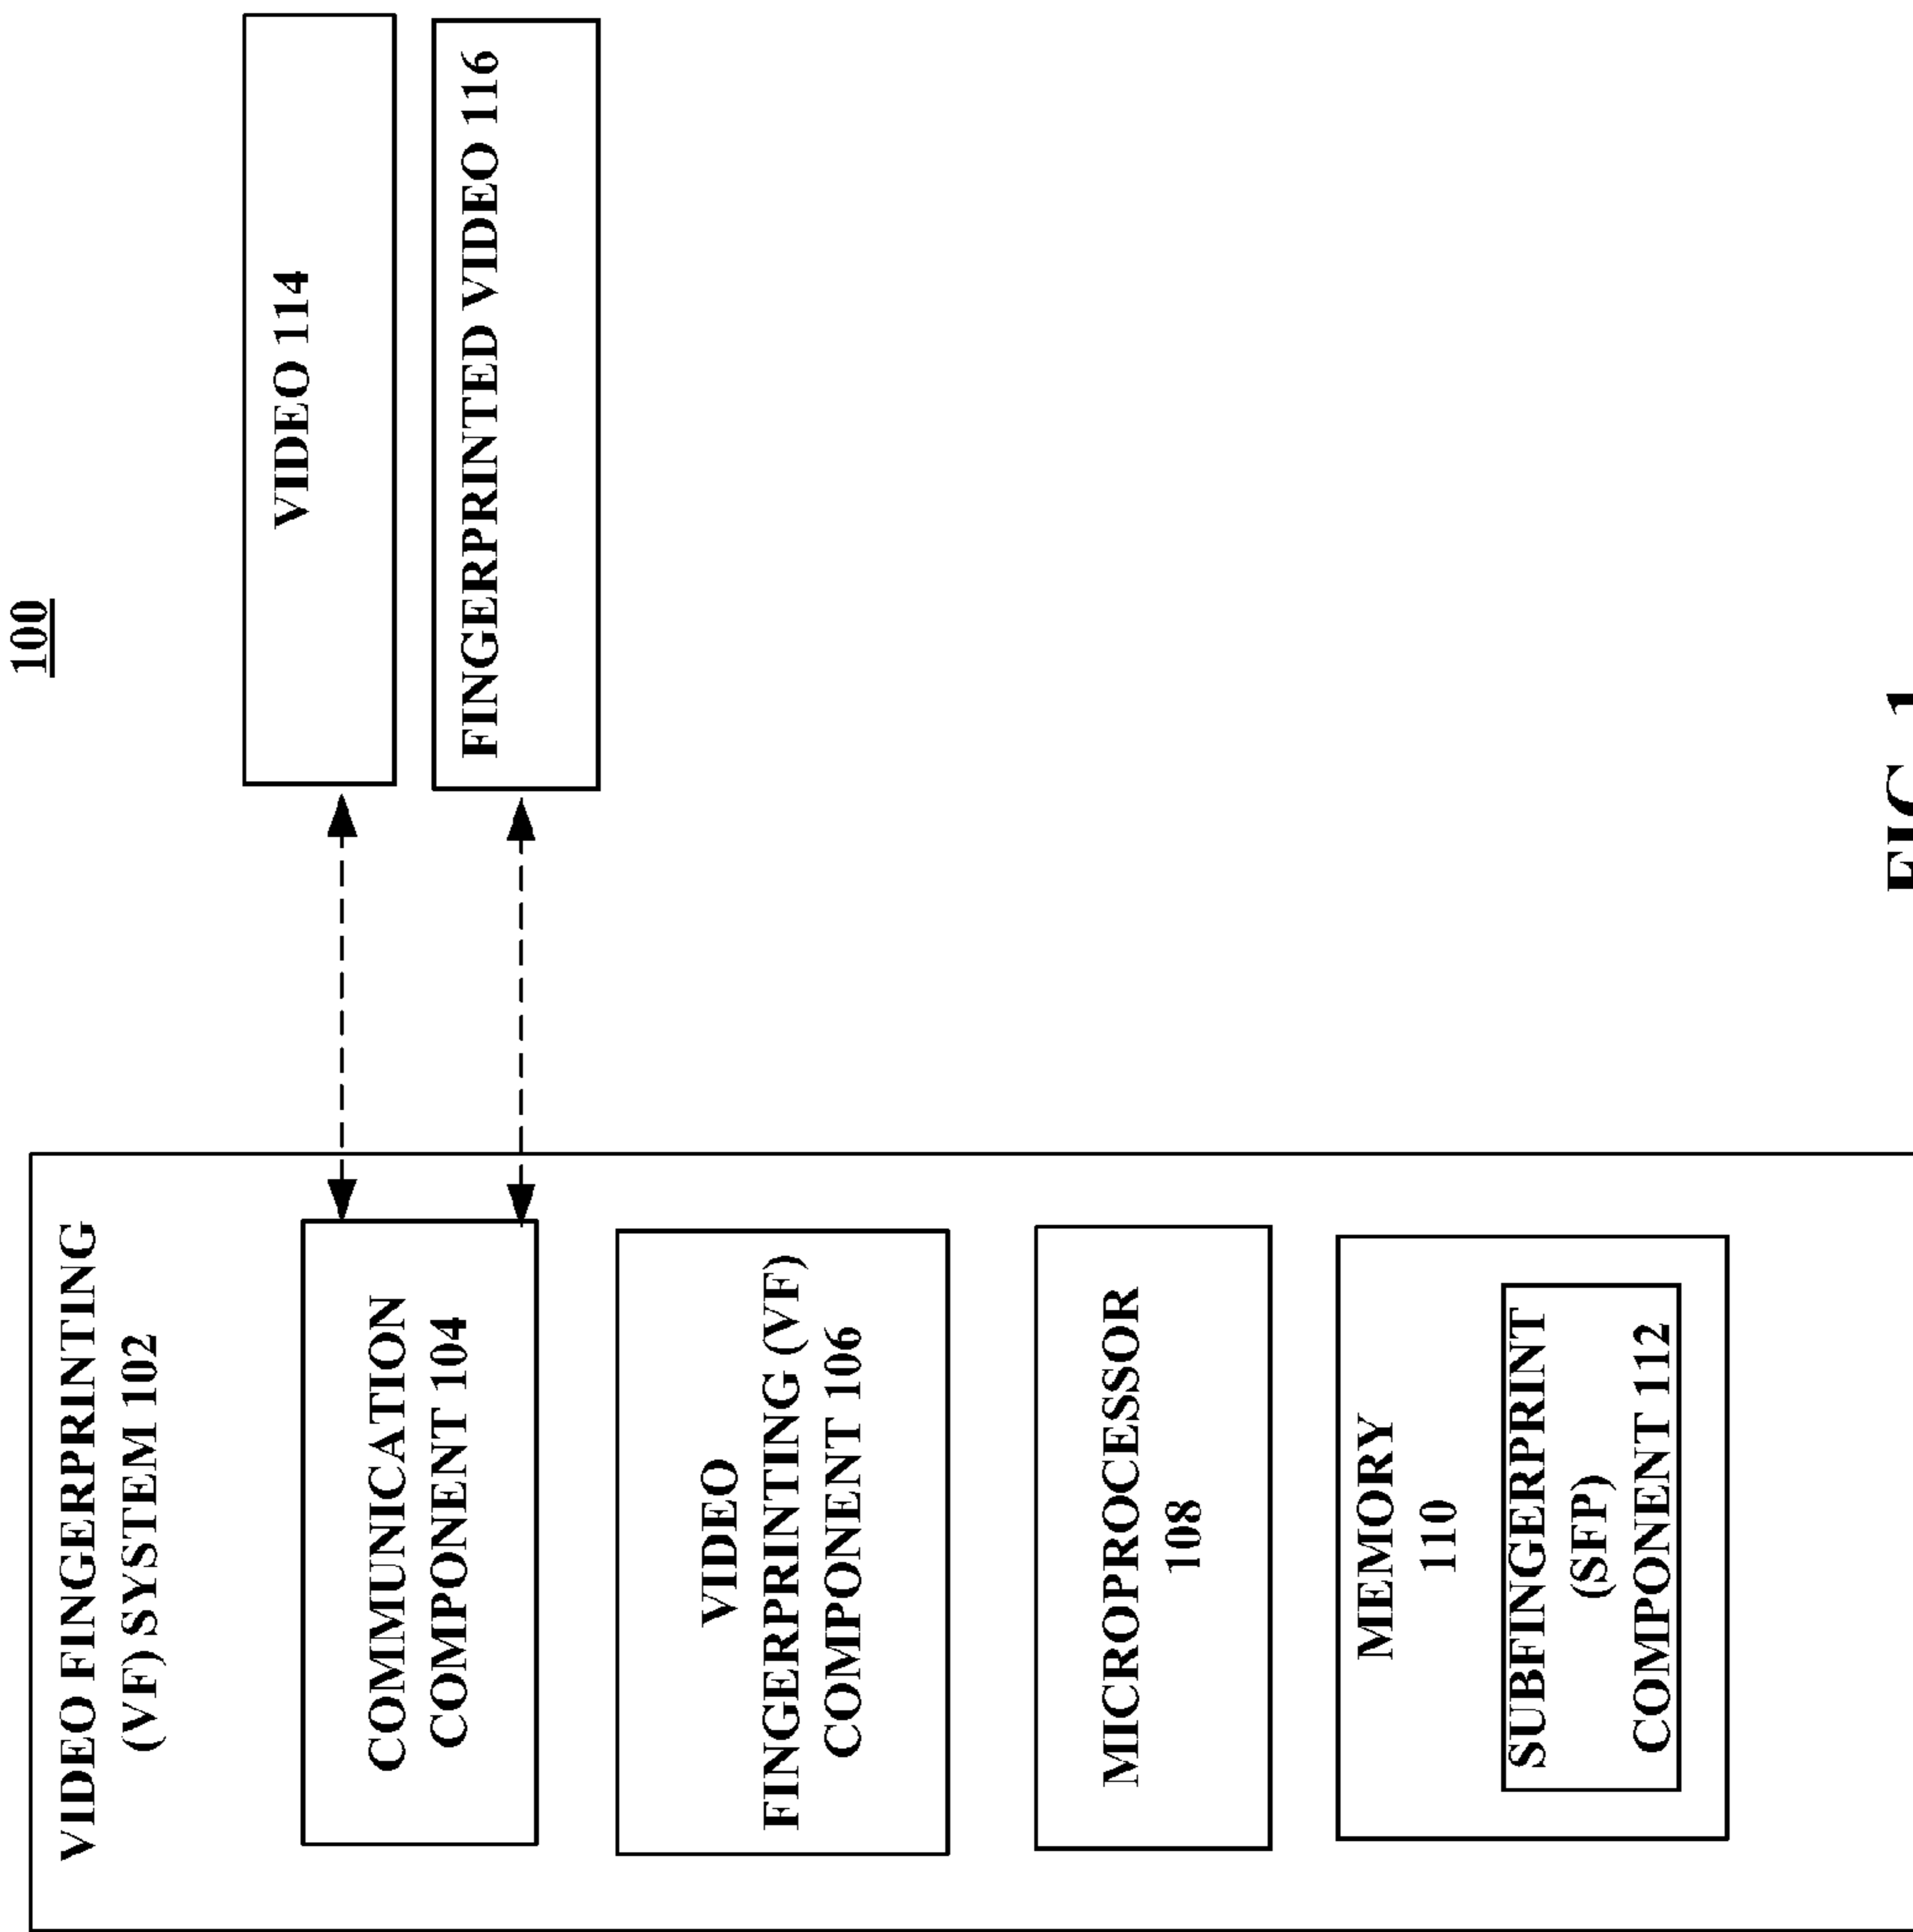 100
VIDEO FINGERPRINTING
(VF) SYSTEM 102
COMMUNICATION
COMPONENT 104
VIDEO
FINGERPRINTING (VF)
COMPONENT 106
MICROPROCESSOR
108
MEMORY
110
SUBFINGERPRINT
(SFP)
COMPONENT 112
VIDEO 114
FINGERPRINTED VIDEO 116